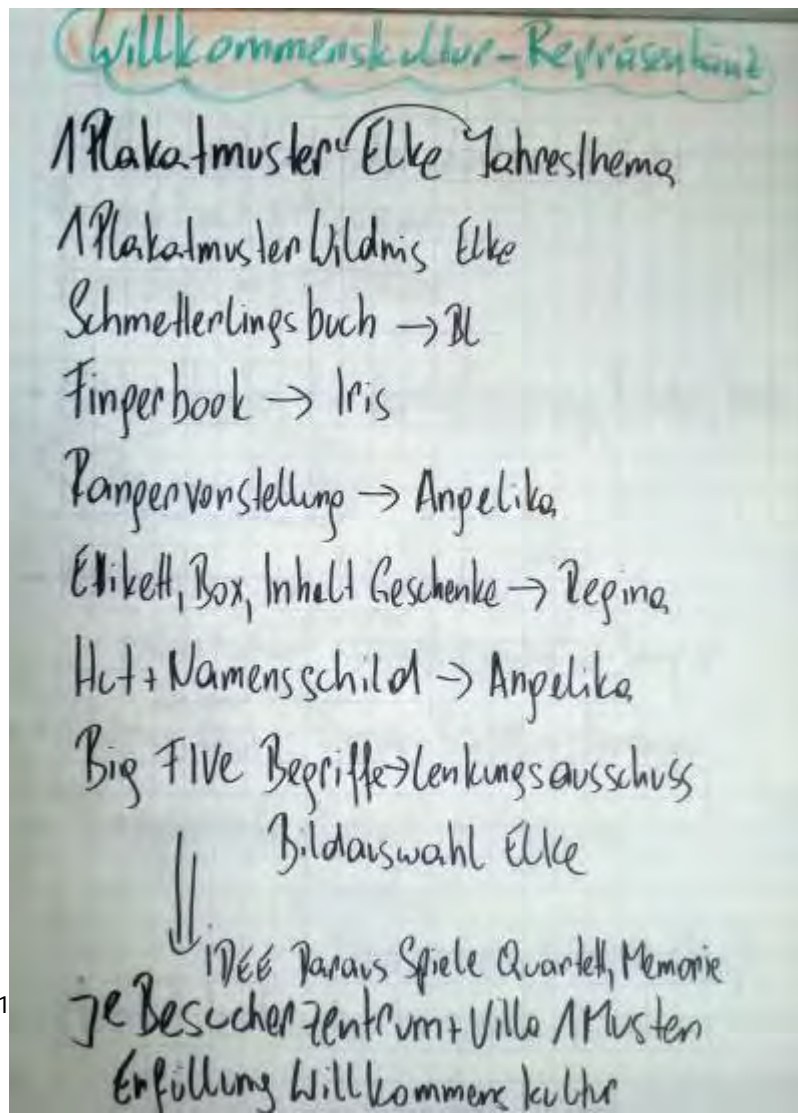 Willkommenskultur-Repräsentanz
1 Plakatmuster Elke Jahresthema
1 Plakatmuster Wildnis Elke
Schmetterlingsbuch → BL
Fingerbook → Iris
Rangervorstellung → Angelika
Etikett, Box, Inhalt Geschenke → Regina
Hut + Namensschild → Angelika
Big FIVE Begriffe → Lenkungsausschuss
Bildauswahl Elke
IDEE Daraus Spiele Quartett, Memorie
je Besucherzentrum + Villa 1 Muster
Erfüllung Willkommenskultur
1